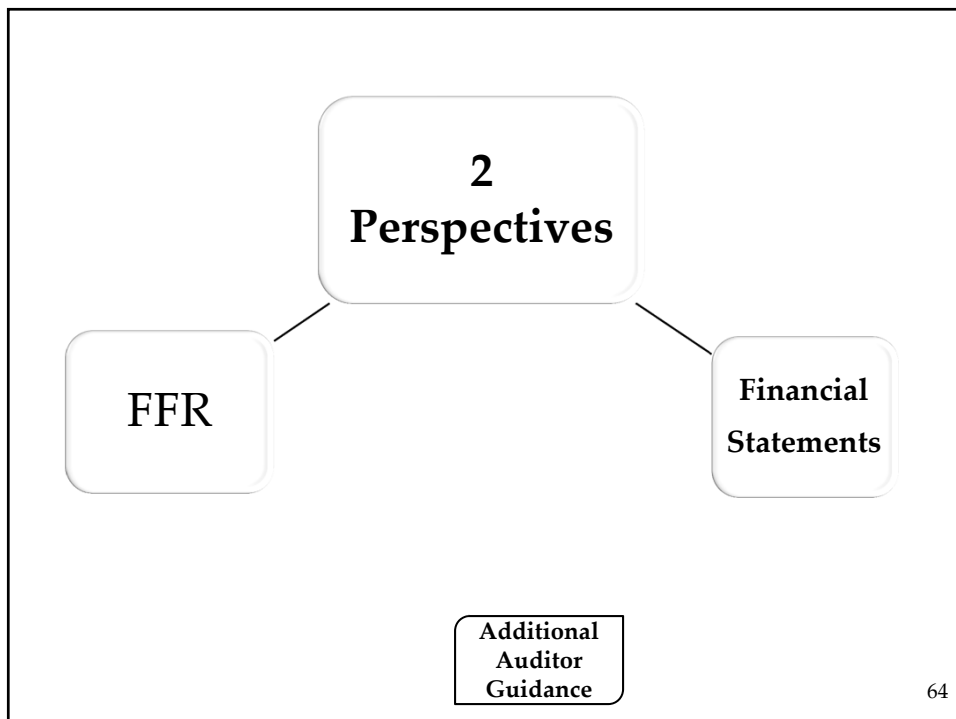 2
Perspectives
FFR
Financial
Statements
Additional
Auditor
Guidance
64